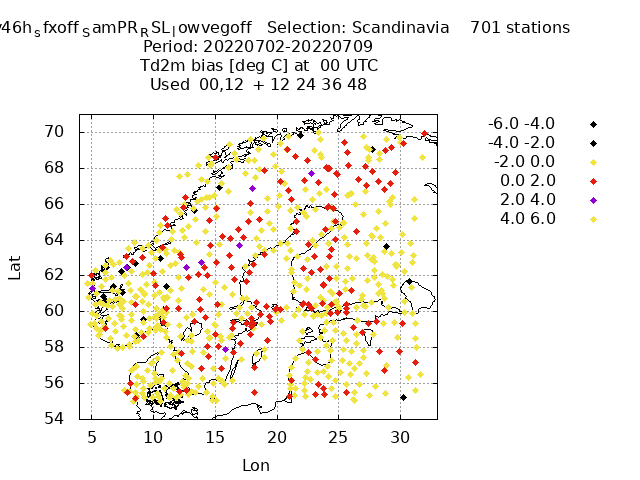 46h_sfxoff_SamPR_RSL_lowvegoff Selection: Scandinavia 701 stations
Period: 20220702-20220709
Td2m bias [deg C] at 00 UTC
Used 00,12 + 12 24 36 48
-6.0 -4.0
-4.0 -2.0
-2.0 0.0
0.0 2.0
2.0 4.0
4.0 6.0
Lat
70
68
66
64
62
60
58
56
54
5 10 15 20 25 30
Lon